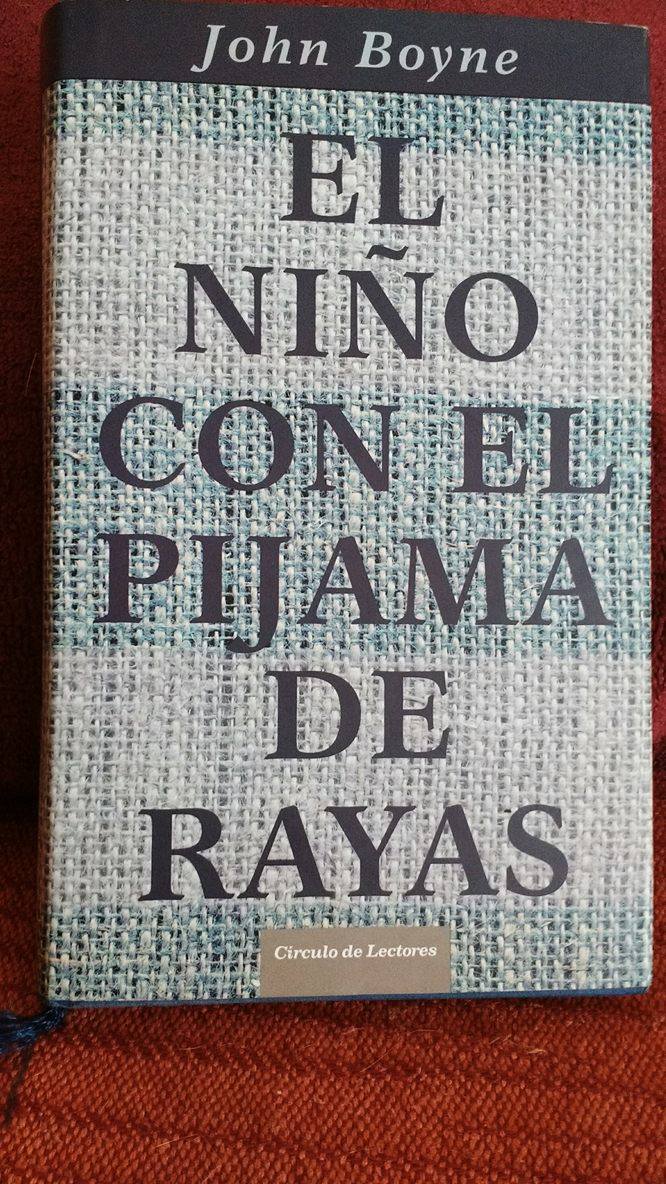 John Boyne
EL
NIÑO
CON EL
PIJAMA
DE
RAYAS
Círculo de Lectores